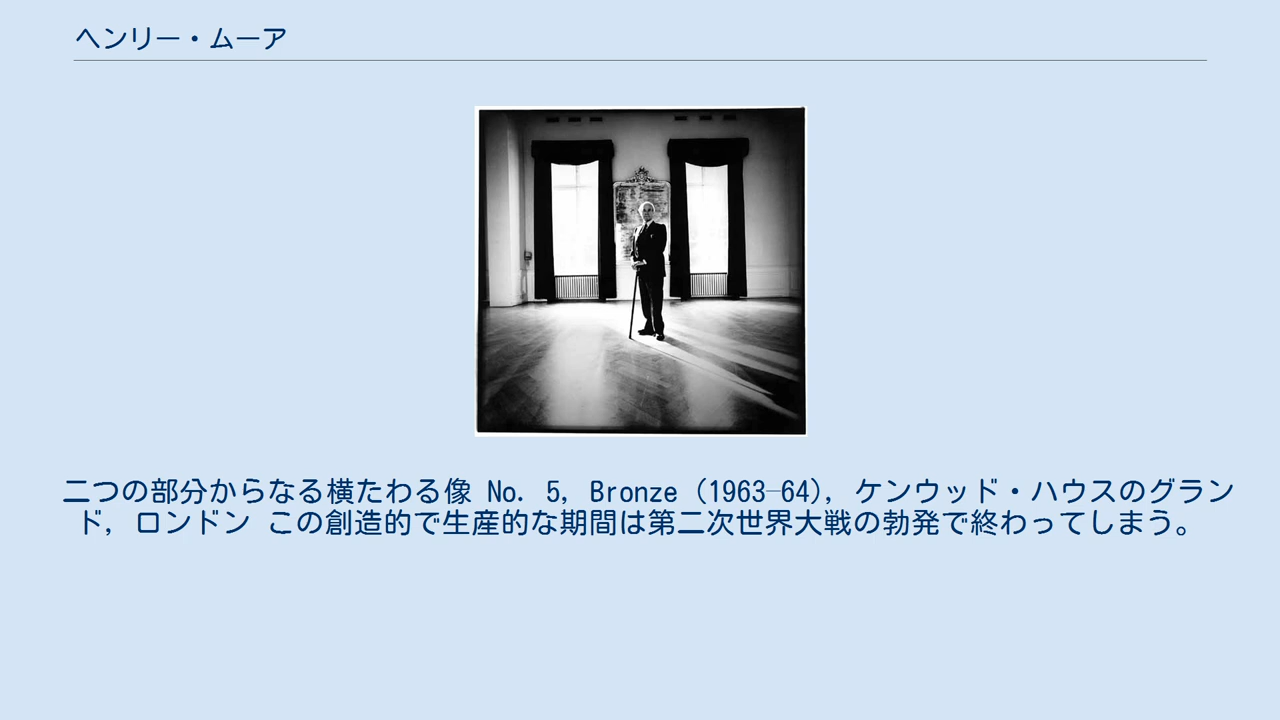 ヘンリー・ムーア
二つの部分からなる横たわる像 No. 5, Bronze (1963–64), ケンウッド・ハウスのグラン
ド, ロンドン この創造的で生産的な期間は第二次世界大戦の勃発で終わってしまう。